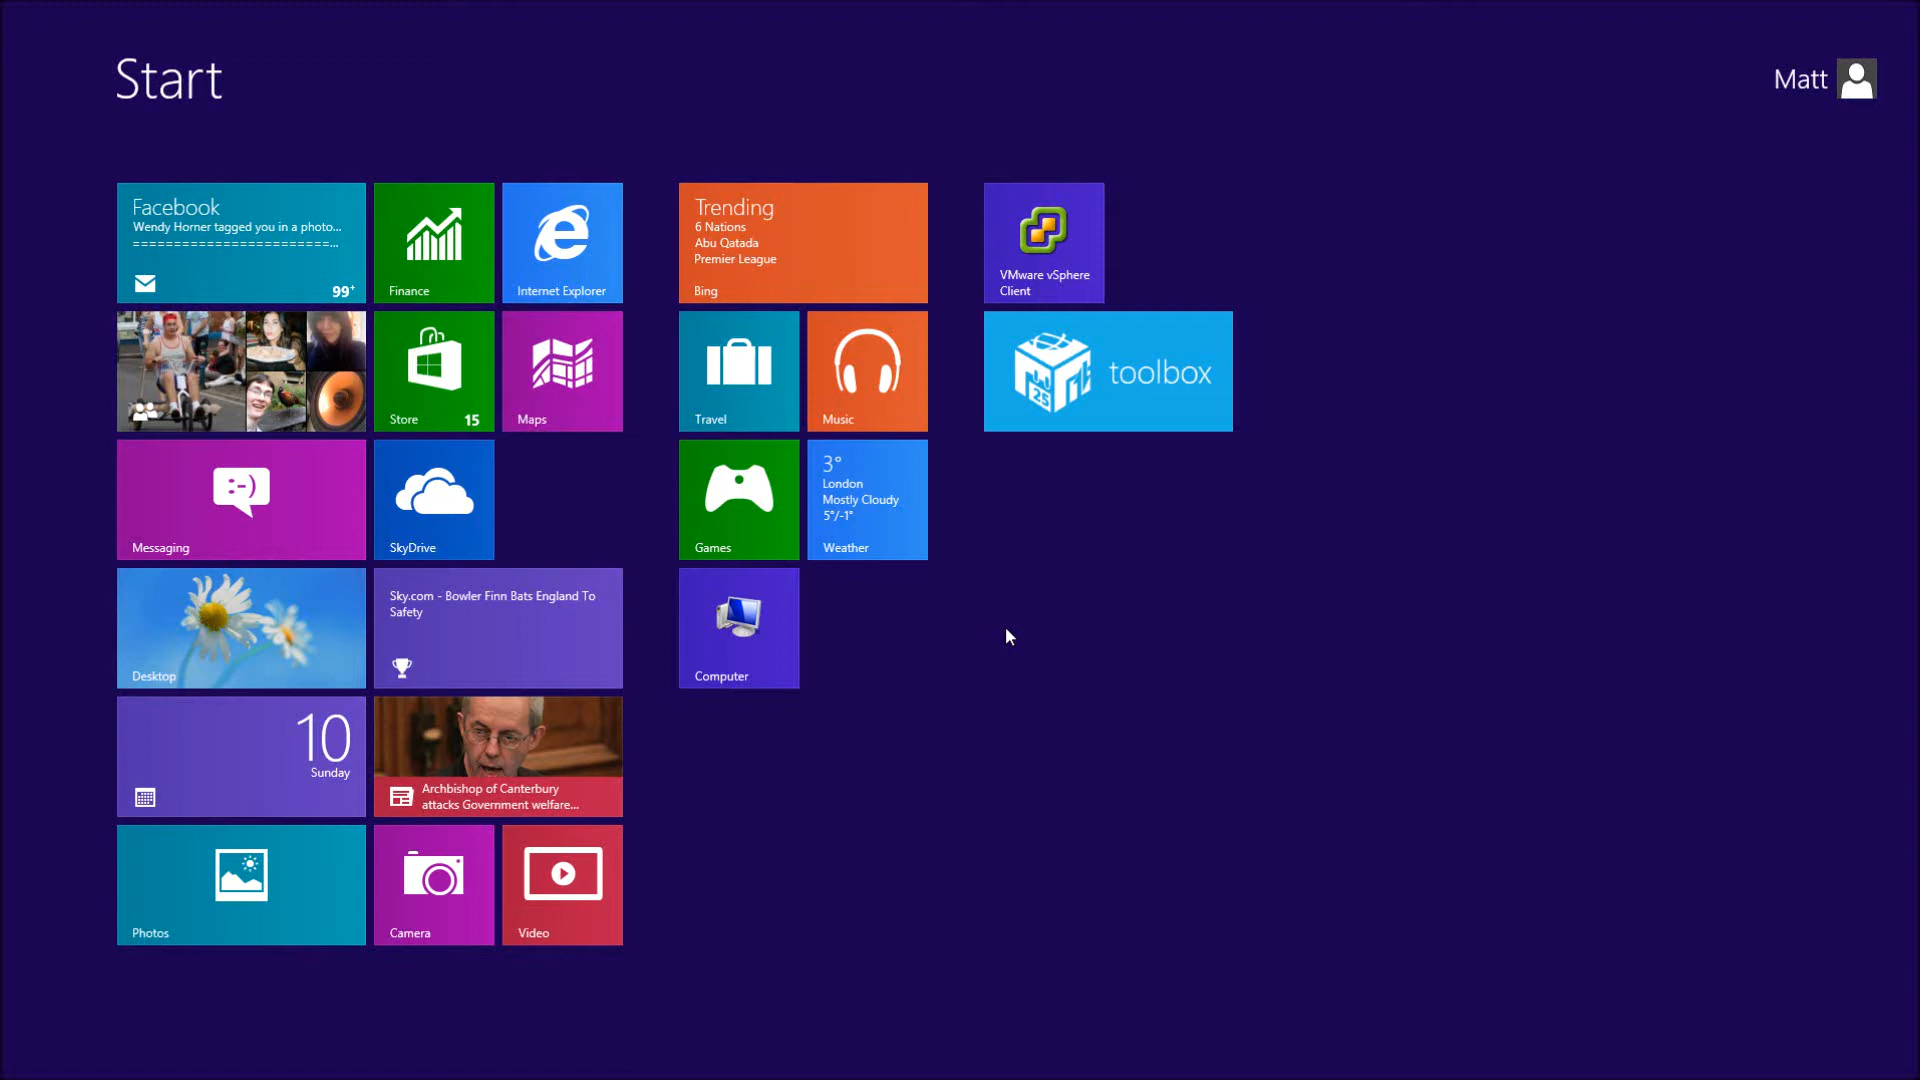 Start
Matt
Facebook
Wendy Horner tagged you in a photo...
========================...
99+
Finance
Internet Explorer
Store
15
Maps
Messaging
:-)
SkyDrive
Desktop
Sky.com - Bowler Finn Bats England To
Safety
10
Sunday
Archbishop of Canterbury
attacks Government welfare...
Photos
Camera
Video
Trending
6 Nations
Abu Qatada
Premier League
Bing
Travel
Music
Games
3°
London
Mostly Cloudy
5°/-1°
Weather
Computer
VMware vSphere
Client
25
toolbox